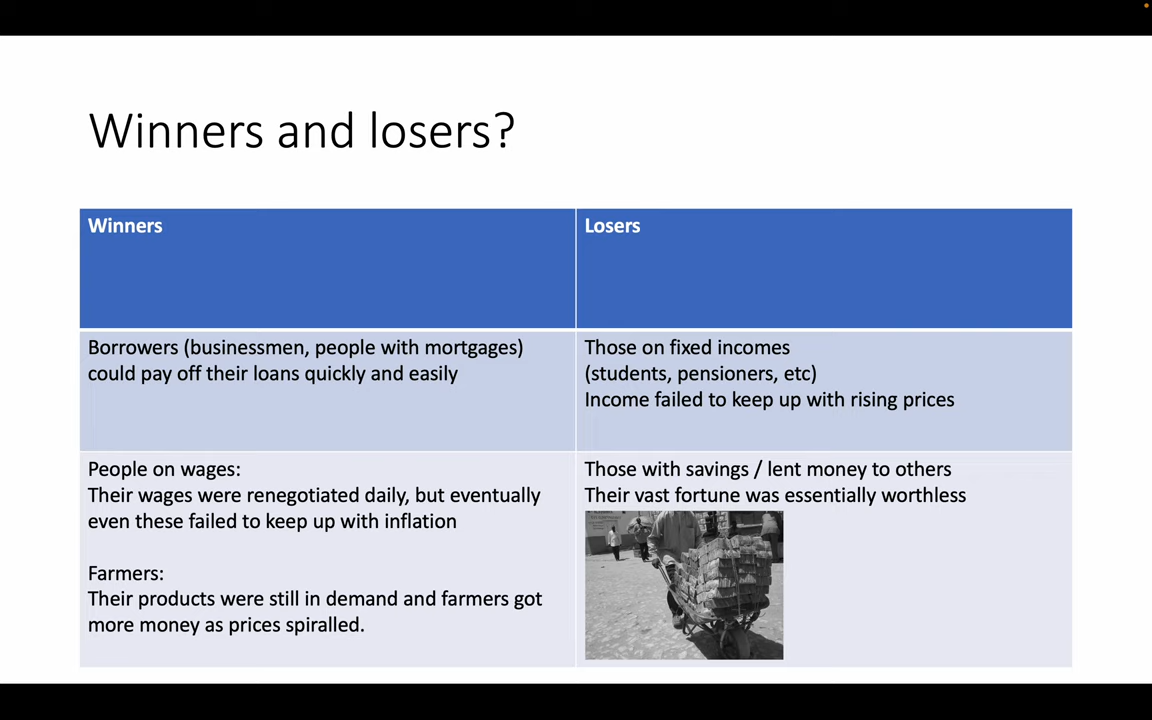 Winners and losers?
Winners
Losers
Borrowers (businessmen, people with mortgages)
could pay off their loans quickly and easily
Those on fixed incomes
(students, pensioners, etc)
Income failed to keep up with rising prices
People on wages:
Their wages were renegotiated daily, but eventually
even these failed to keep up with inflation
Farmers:
Their products were still in demand and farmers got
more money as prices spiralled.
Those with savings / lent money to others
Their vast fortune was essentially worthless